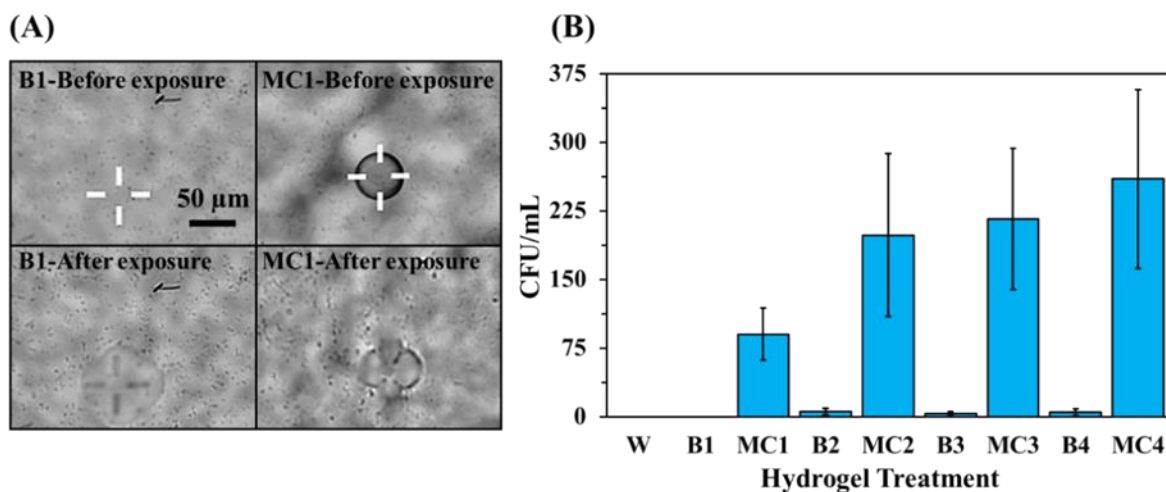 (A)
B1-Before exposure
MC1-Before exposure
50 µm
B1-After exposure
MC1-After exposure
(B)
CFU/mL
375
300
225
150
75
0
W B1 MC1 B2 MC2 B3 MC3 B4 MC4
Hydrogel Treatment